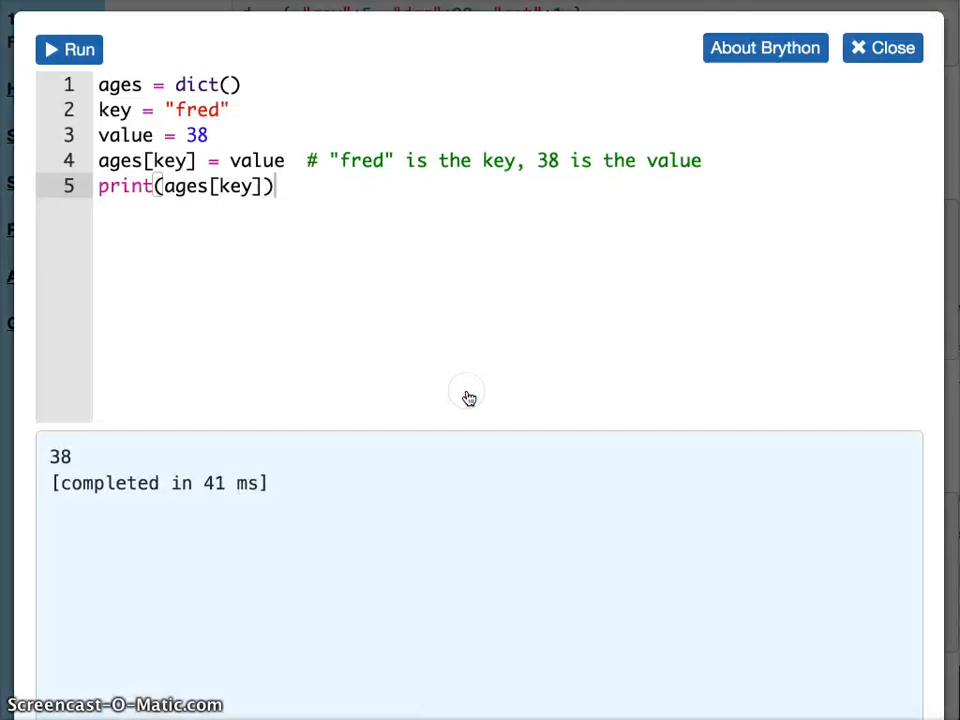 Run
About Brython
Close
1 ages = dict()
2 key = "fred"
3 value = 38
4 ages[key] = value  # "fred" is the key, 38 is the value
5 print(ages[key])
38
[completed in 41 ms]
Screencast-O-Matic.com